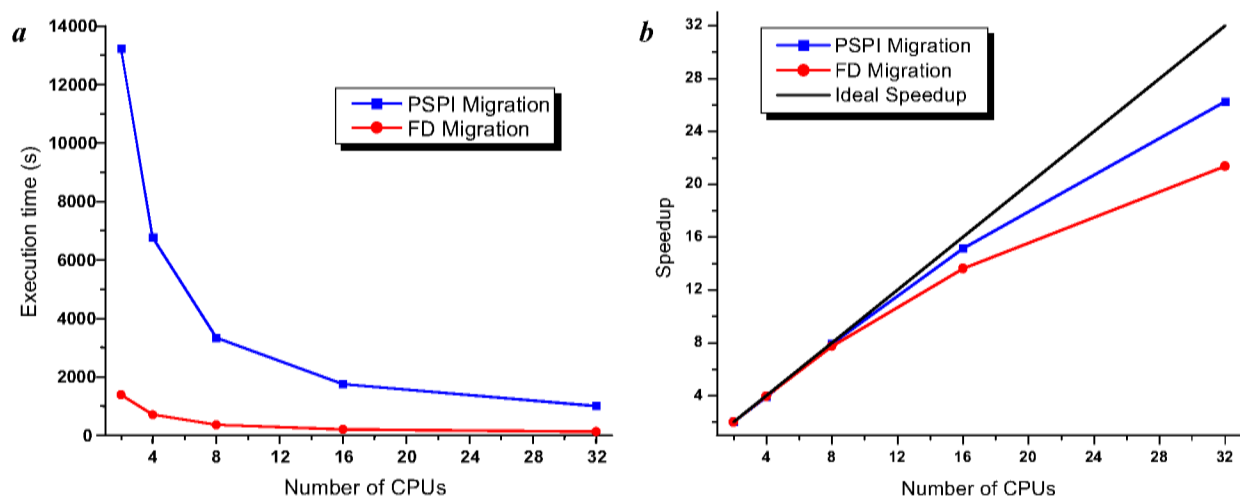 a
14000
12000
10000
8000
6000
4000
2000
0
Execution time (s)
PSPI Migration
FD Migration
4 8 12 16 20 24 28 32
Number of CPUs
b
32
28
24
20
16
12
8
4
Speedup
PSPI Migration
FD Migration
Ideal Speedup
4 8 12 16 20 24 28 32
Number of CPUs